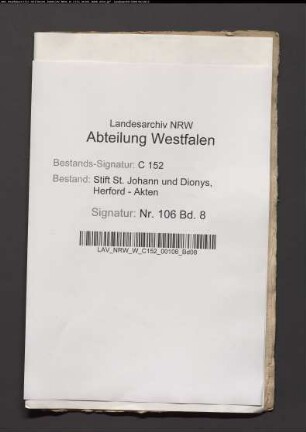 Landesarchiv NRW
Abteilung Westfalen
Bestands-Signatur: C 152
Bestand: Stift St. Johann und Dionys,
Herford - Akten
Signatur: Nr. 106 Bd. 8
LAV_NRW_W_C152_00106_Bd08